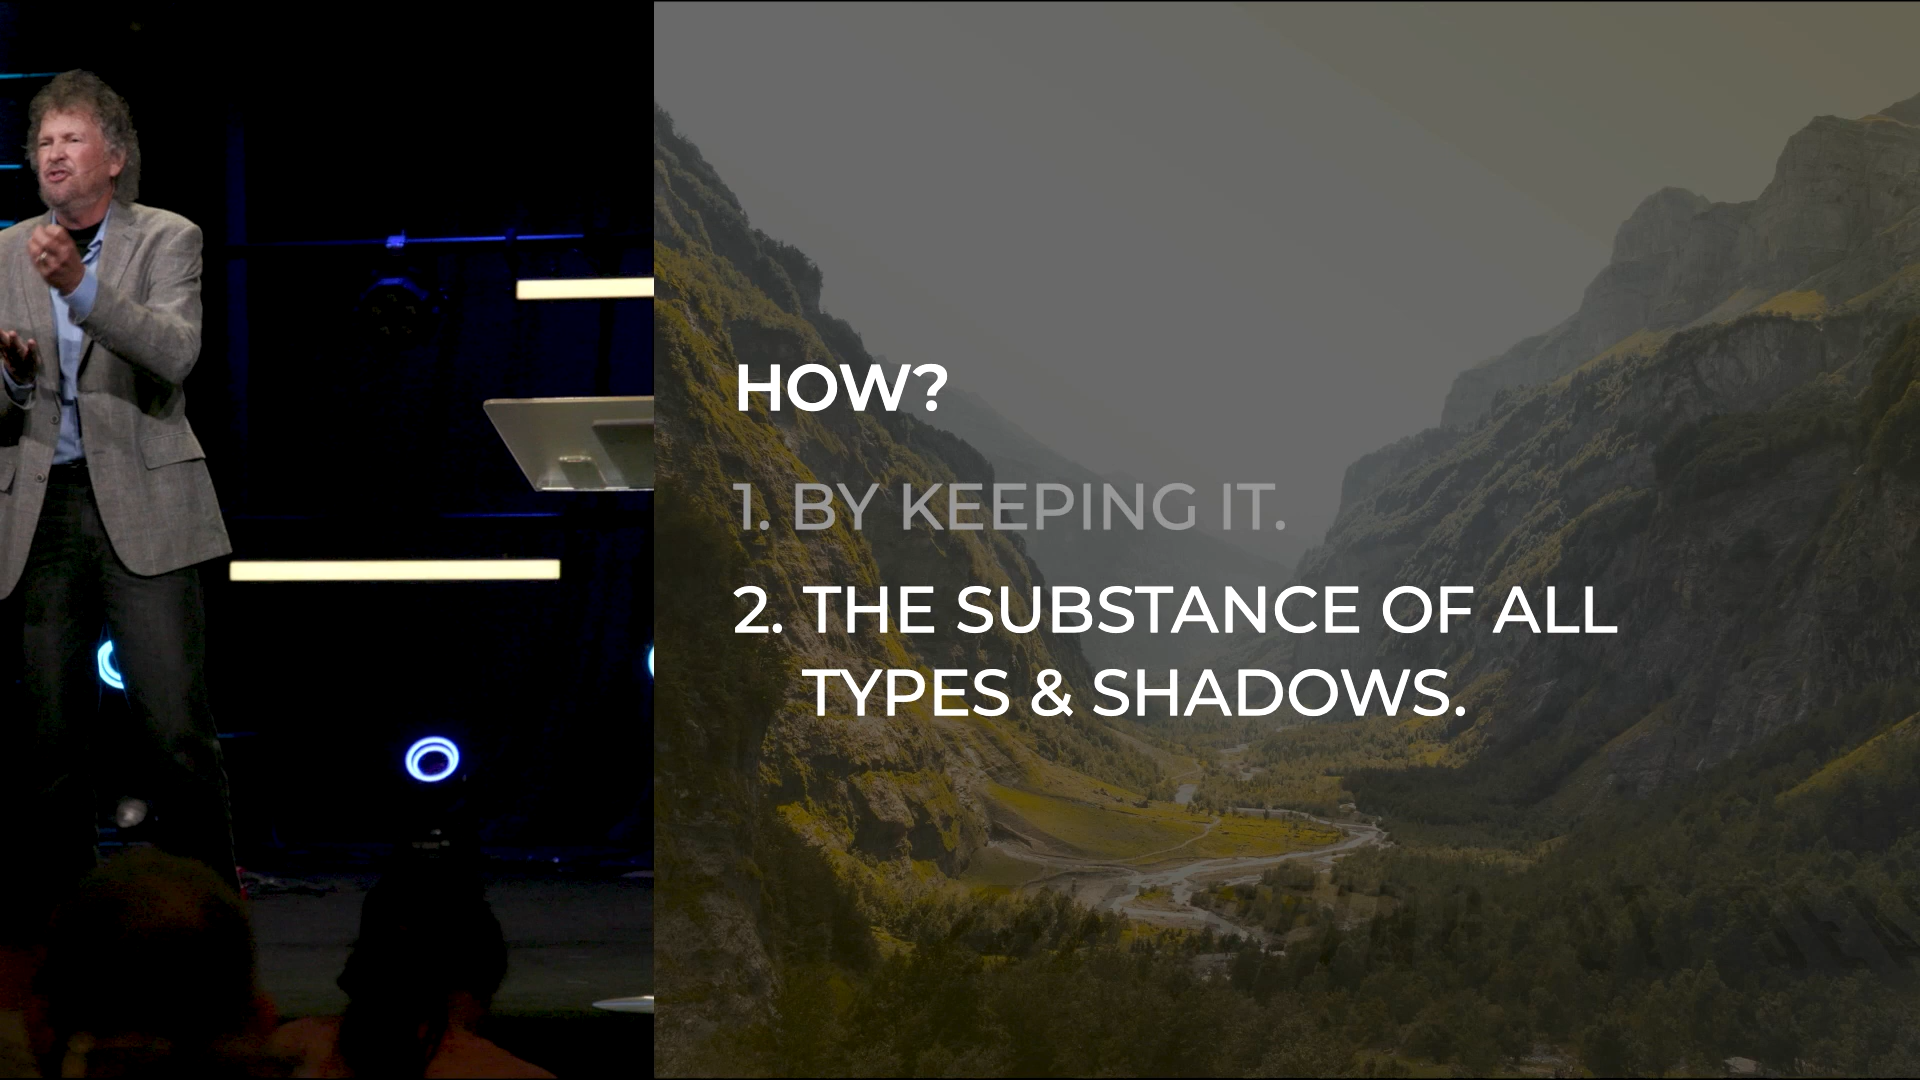 HOW?
1. BY KEEPING IT.
2. THE SUBSTANCE OF ALL
TYPES & SHADOWS.